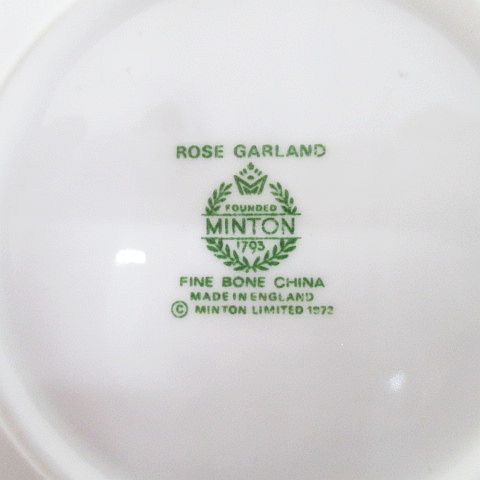 ROSE GARLAND
FOUNDED
MINTON
1793
FINE BONE CHINA
MADE IN ENGLAND
© MINTON LIMITED 1972